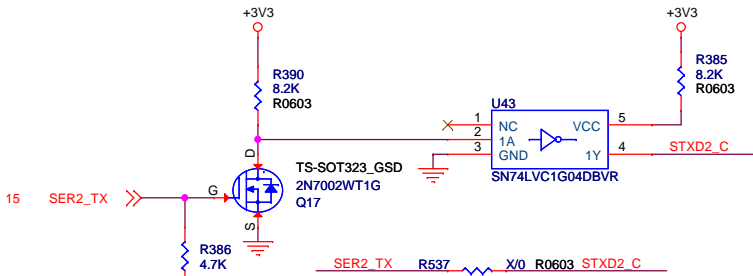 +3V3
+3V3
R390
8.2K
R0603
R385
8.2K
R0603
U43
1 NC VCC 5
2 1A
3 GND 1Y 4 STXD2_C
SN74LVC1G04DBVR
D
TS-SOT323_GSD
2N7002WT1G
Q17
15 SER2_TX G
S
R386
4.7K
SER2_TX R537 X/0 R0603 STXD2_C